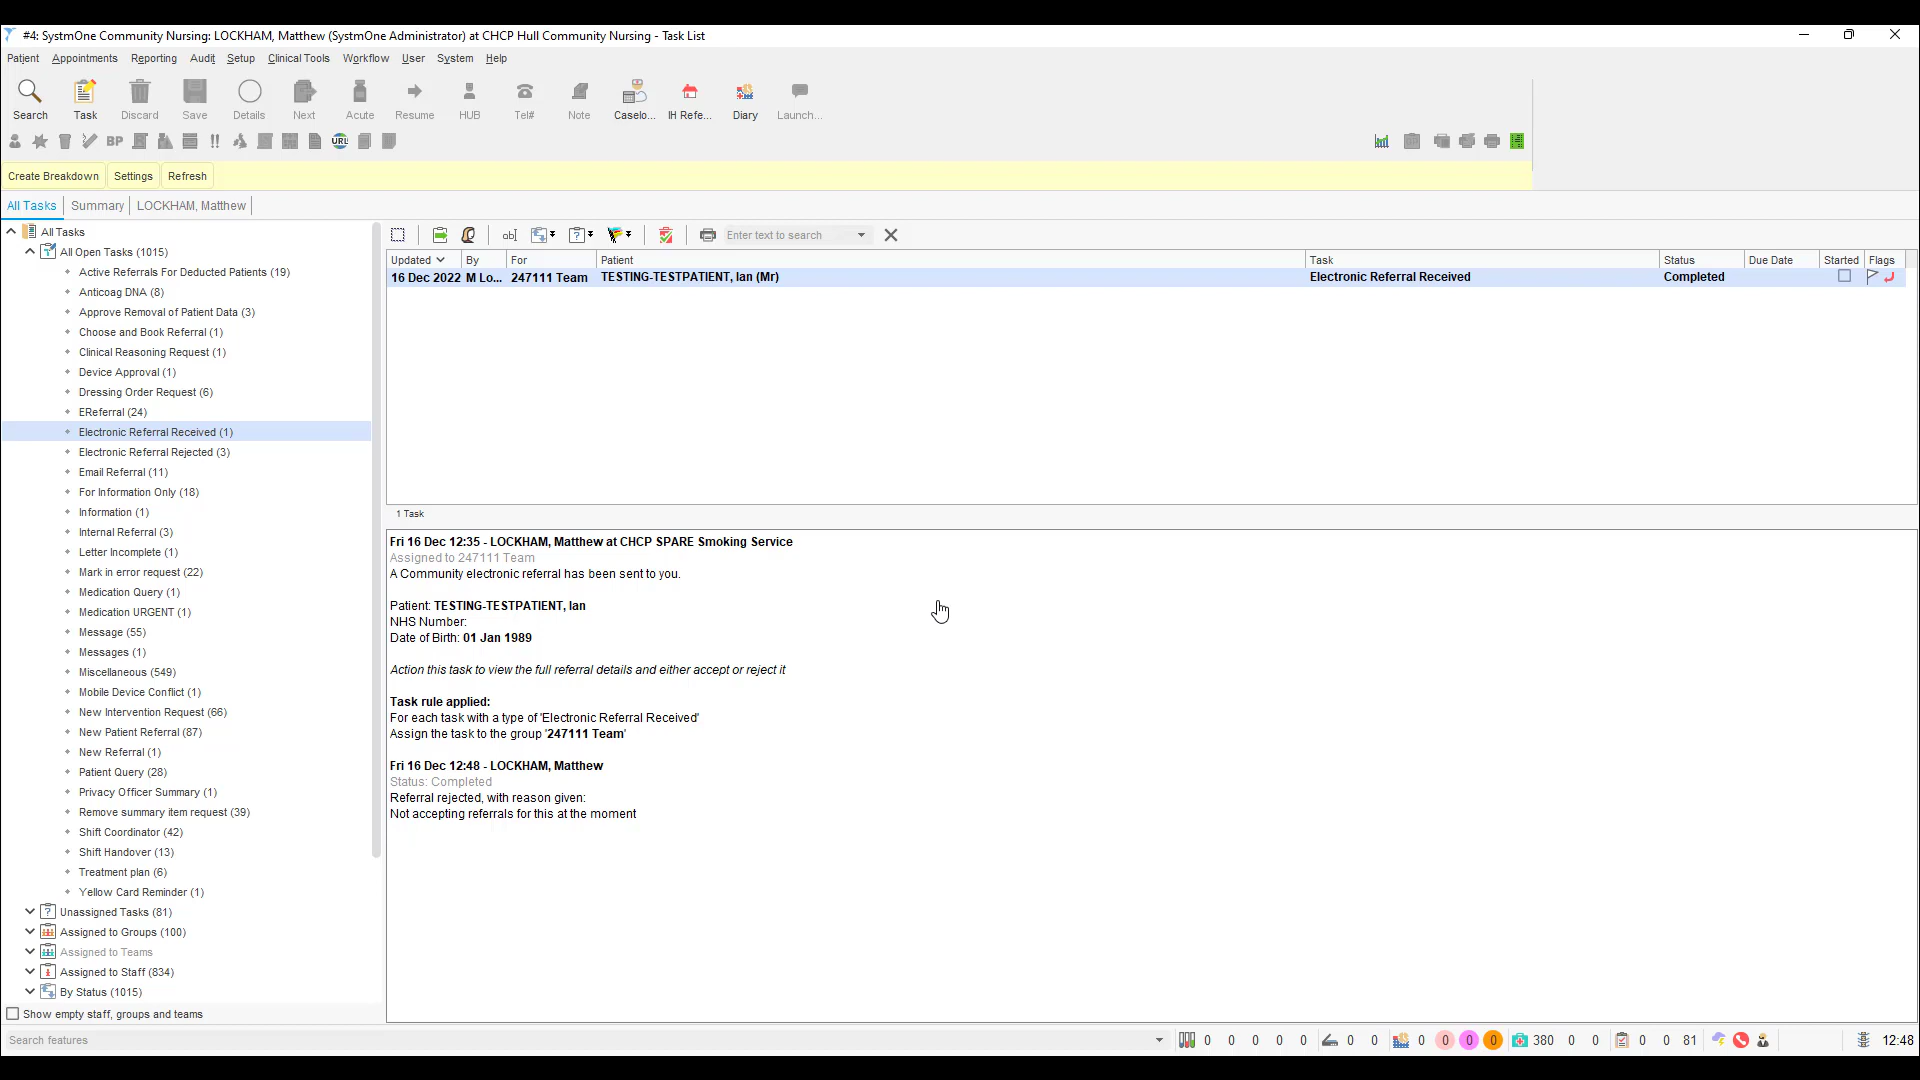 #4: SystmOne Community Nursing: LOCKHAM, Matthew (SystmOne Administrator) at CHCP Hull Community Nursing - Task List
Patient Appointments Reporting Audit Setup Clinical Tools Workflow User System Help
Search Task Discard Save Details Next Acute Resume HUB Tel# Note Caselo... IH Refe... Diary Launch...
BP !! URL
Create Breakdown Settings Refresh
All Tasks Summary LOCKHAM, Matthew
All Tasks
All Open Tasks (1015)
Active Referrals For Deducted Patients (19)
Anticoag DNA (8)
Approve Removal of Patient Data (3)
Choose and Book Referral (1)
Clinical Reasoning Request (1)
Device Approval (1)
Dressing Order Request (6)
EReferral (24)
Electronic Referral Received (1)
Electronic Referral Rejected (3)
Email Referral (11)
For Information Only (18)
Information (1)
Internal Referral (3)
Letter Incomplete (1)
Mark in error request (22)
Medication Query (1)
Medication URGENT (1)
Message (55)
Messages (1)
Miscellaneous (549)
Mobile Device Conflict (1)
New Intervention Request (66)
New Patient Referral (87)
New Referral (1)
Patient Query (28)
Privacy Officer Summary (1)
Remove summary item request (39)
Shift Coordinator (42)
Shift Handover (13)
Treatment plan (6)
Yellow Card Reminder (1)
Unassigned Tasks (81)
Assigned to Groups (100)
Assigned to Teams
Assigned to Staff (834)
By Status (1015)
Show empty staff, groups and teams
Enter text to search
Updated By For Patient Task Status Due Date Started Flags
16 Dec 2022 M Lo... 247111 Team TESTING-TESTPATIENT, Ian (Mr) Electronic Referral Received Completed
1 Task
Fri 16 Dec 12:35 - LOCKHAM, Matthew at CHCP SPARE Smoking Service
Assigned to 247111 Team
A Community electronic referral has been sent to you.
Patient: TESTING-TESTPATIENT, Ian
NHS Number:
Date of Birth: 01 Jan 1989
Action this task to view the full referral details and either accept or reject it
Task rule applied:
For each task with a type of 'Electronic Referral Received'
Assign the task to the group '247111 Team'
Fri 16 Dec 12:48 - LOCKHAM, Matthew
Status: Completed
Referral rejected, with reason given:
Not accepting referrals for this at the moment
Search features
0 0 0 0 0 0 0 0 0 0 0 380 0 0 0 0 81 12:48